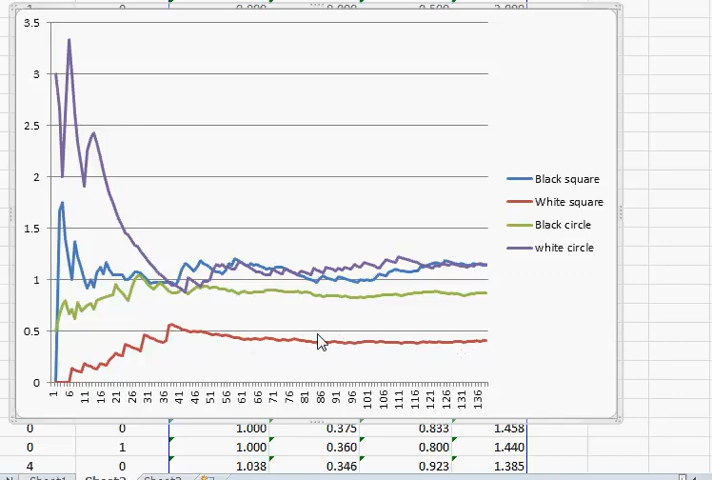 3.5
3
2.5
2
1.5
1
0.5
0
1 6 11 16 21 26 31 36 41 46 51 56 61 66 71 76 81 86 91 96 101 106 111 116 121 126 131 136
Black square
White square
Black circle
white circle
0 1.000 0.375 0.833 1.458
0 1 1.000 0.360 0.800 1.440
4 0 1.038 0.346 0.923 1.385